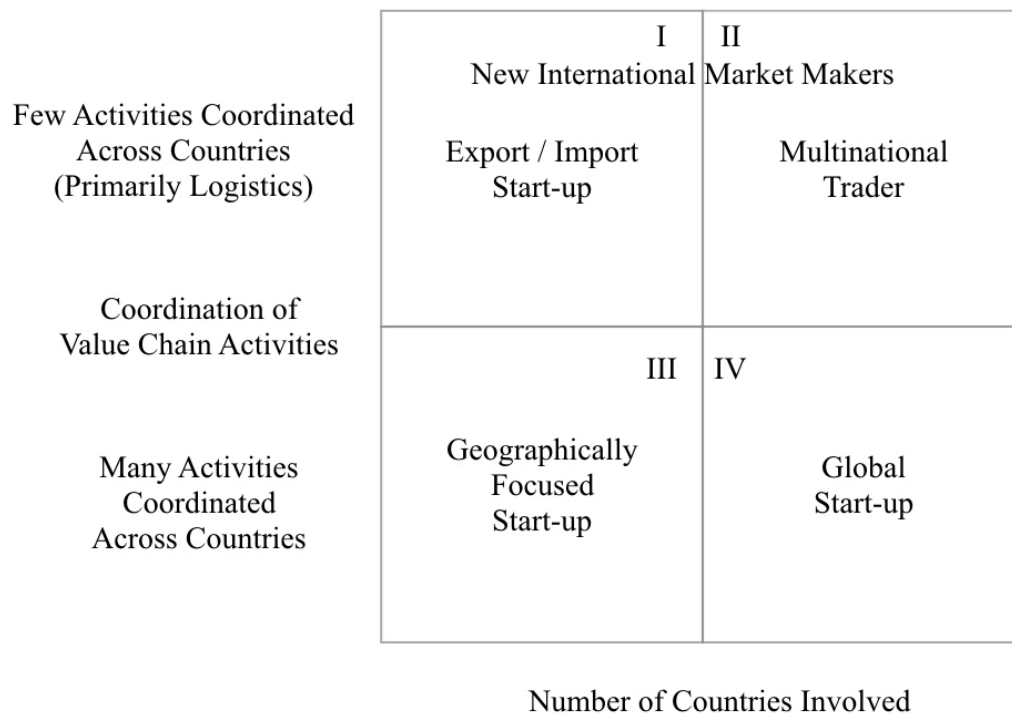 I II
New International Market Makers
Few Activities Coordinated
Across Countries
(Primarily Logistics)
Export / Import
Start-up
Multinational
Trader
Coordination of
Value Chain Activities
III IV
Many Activities
Coordinated
Across Countries
Geographically
Focused
Start-up
Global
Start-up
Number of Countries Involved